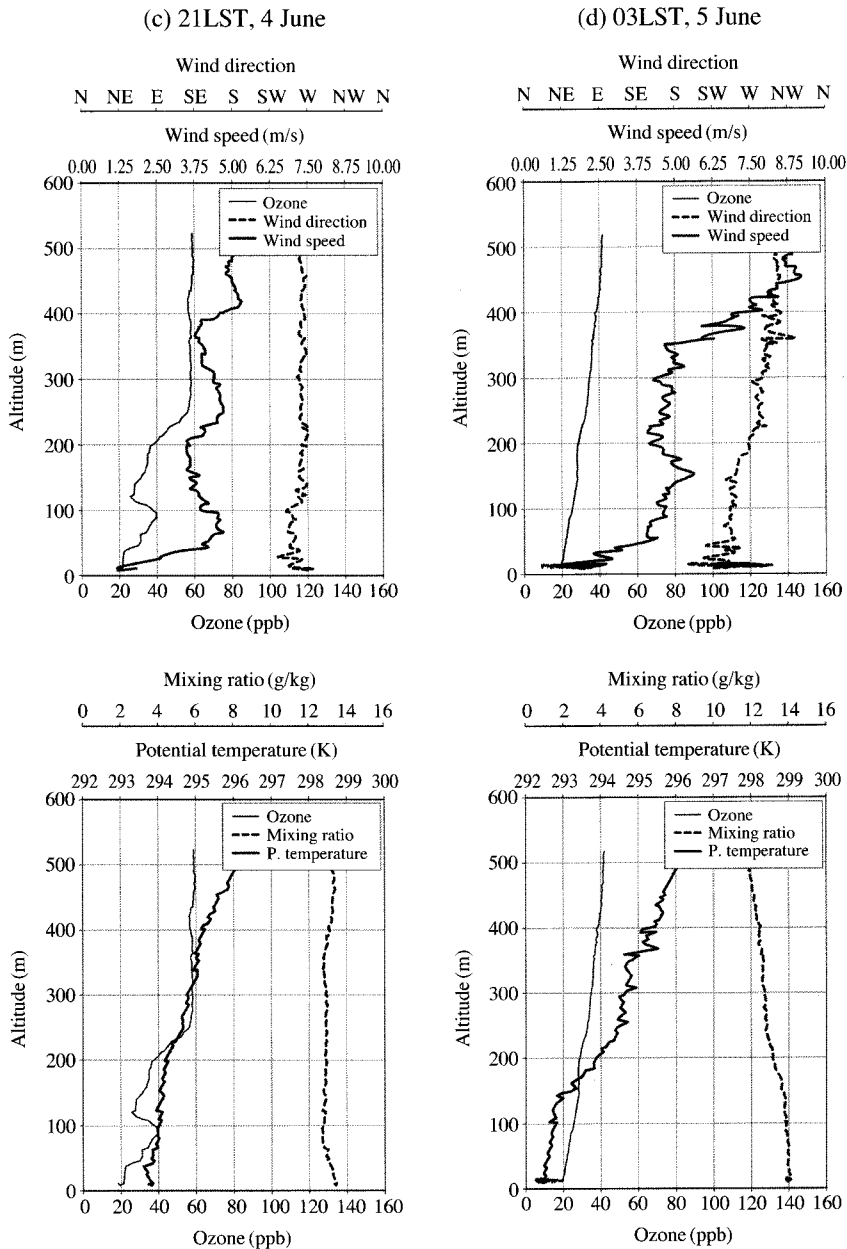 (c) 21LST, 4 June
Wind direction
N NE E SE S SW W NW N
Wind speed (m/s)
0.00 1.25 2.50 3.75 5.00 6.25 7.50 8.75 10.00
600
500
400
300
200
100
0
Altitude (m)
Ozone
Wind direction
Wind speed
20 40 60 80 100 120 140 160
Ozone (ppb)
(d) 03LST, 5 June
Wind direction
N NE E SE S SW W NW N
Wind speed (m/s)
0.00 1.25 2.50 3.75 5.00 6.25 7.50 8.75 10.00
600
500
400
300
200
100
0
Altitude (m)
Ozone
Wind direction
Wind speed
20 40 60 80 100 120 140 160
Ozone (ppb)
Mixing ratio (g/kg)
0 2 4 6 8 10 12 14 16
Potential temperature (K)
292 293 294 295 296 297 298 299 300
600
500
400
300
200
100
0
Altitude (m)
Ozone
Mixing ratio
P. temperature
20 40 60 80 100 120 140 160
Ozone (ppb)
Mixing ratio (g/kg)
0 2 4 6 8 10 12 14 16
Potential temperature (K)
292 293 294 295 296 297 298 299 300
600
500
400
300
200
100
0
Altitude (m)
Ozone
Mixing ratio
P. temperature
20 40 60 80 100 120 140 160
Ozone (ppb)